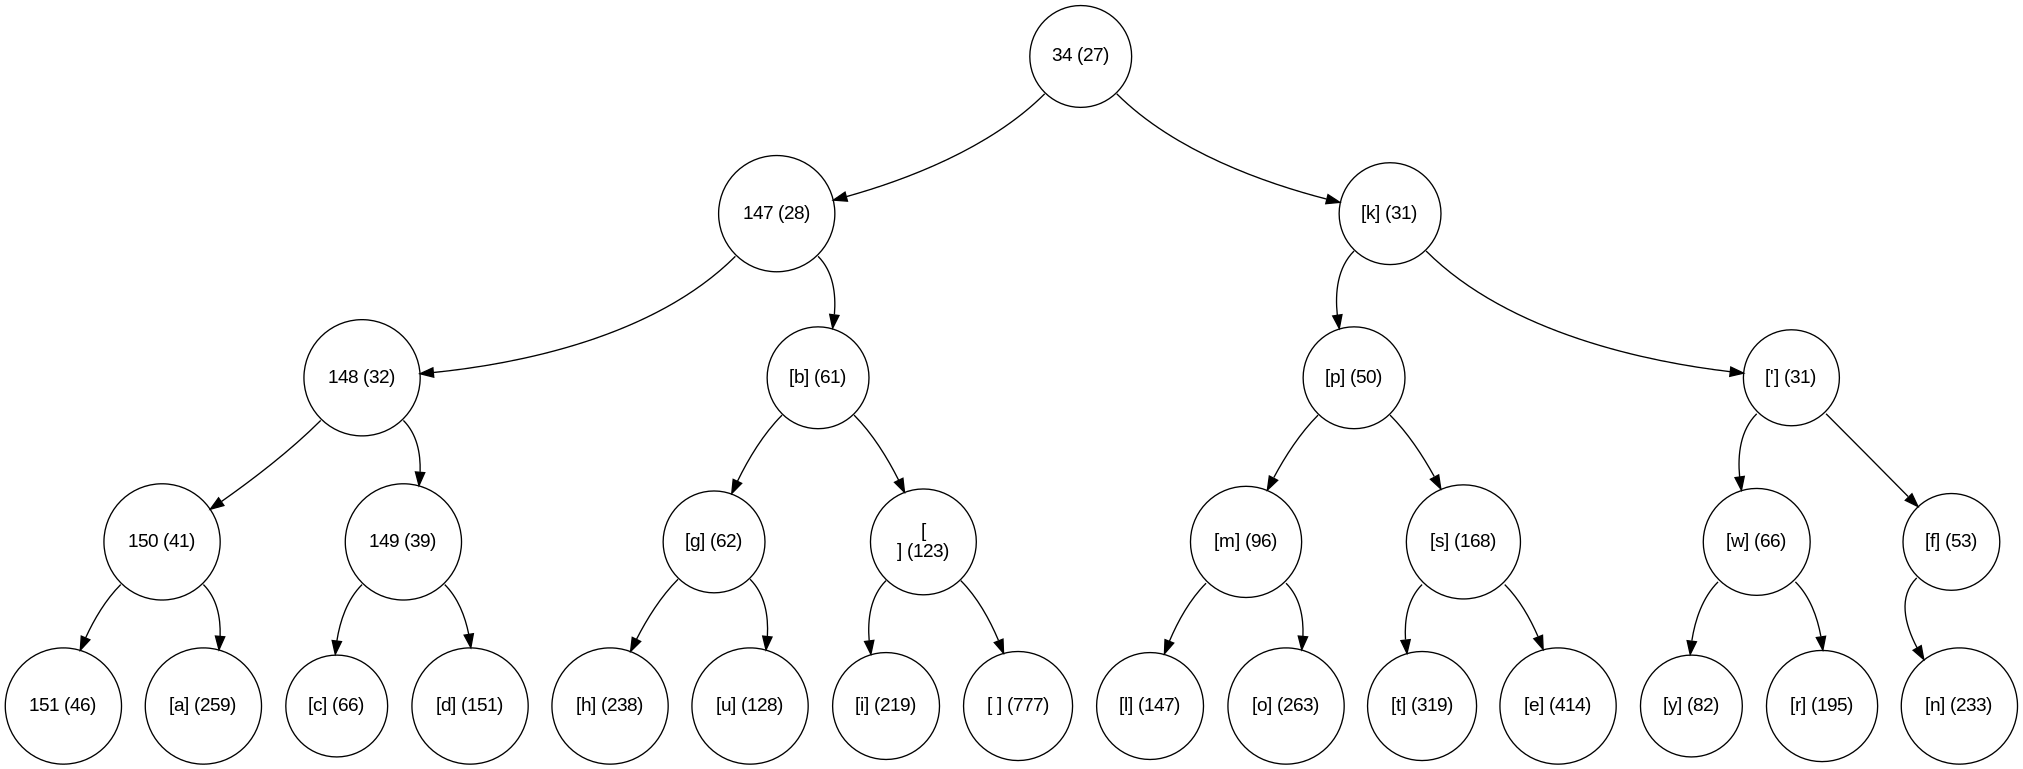 34 (27)
147 (28)
[k] (31)
148 (32)
[b] (61)
[p] (50)
['] (31)
150 (41)
149 (39)
[g] (62)
[
] (123)
[m] (96)
[s] (168)
[w] (66)
[f] (53)
151 (46)
[a] (259)
[c] (66)
[d] (151)
[h] (238)
[u] (128)
[i] (219)
[ ] (777)
[l] (147)
[o] (263)
[t] (319)
[e] (414)
[y] (82)
[r] (195)
[n] (233)